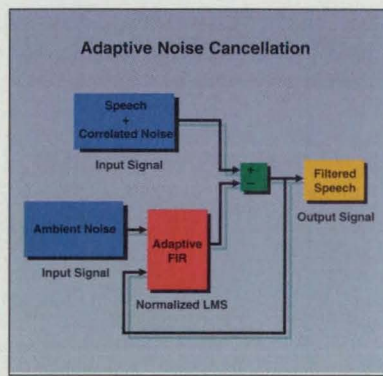 Adaptive Noise Cancellation
Speech
+
Correlated Noise
Input Signal
+
−
Filtered
Speech
Output Signal
Ambient Noise
Input Signal
Adaptive
FIR
Normalized LMS